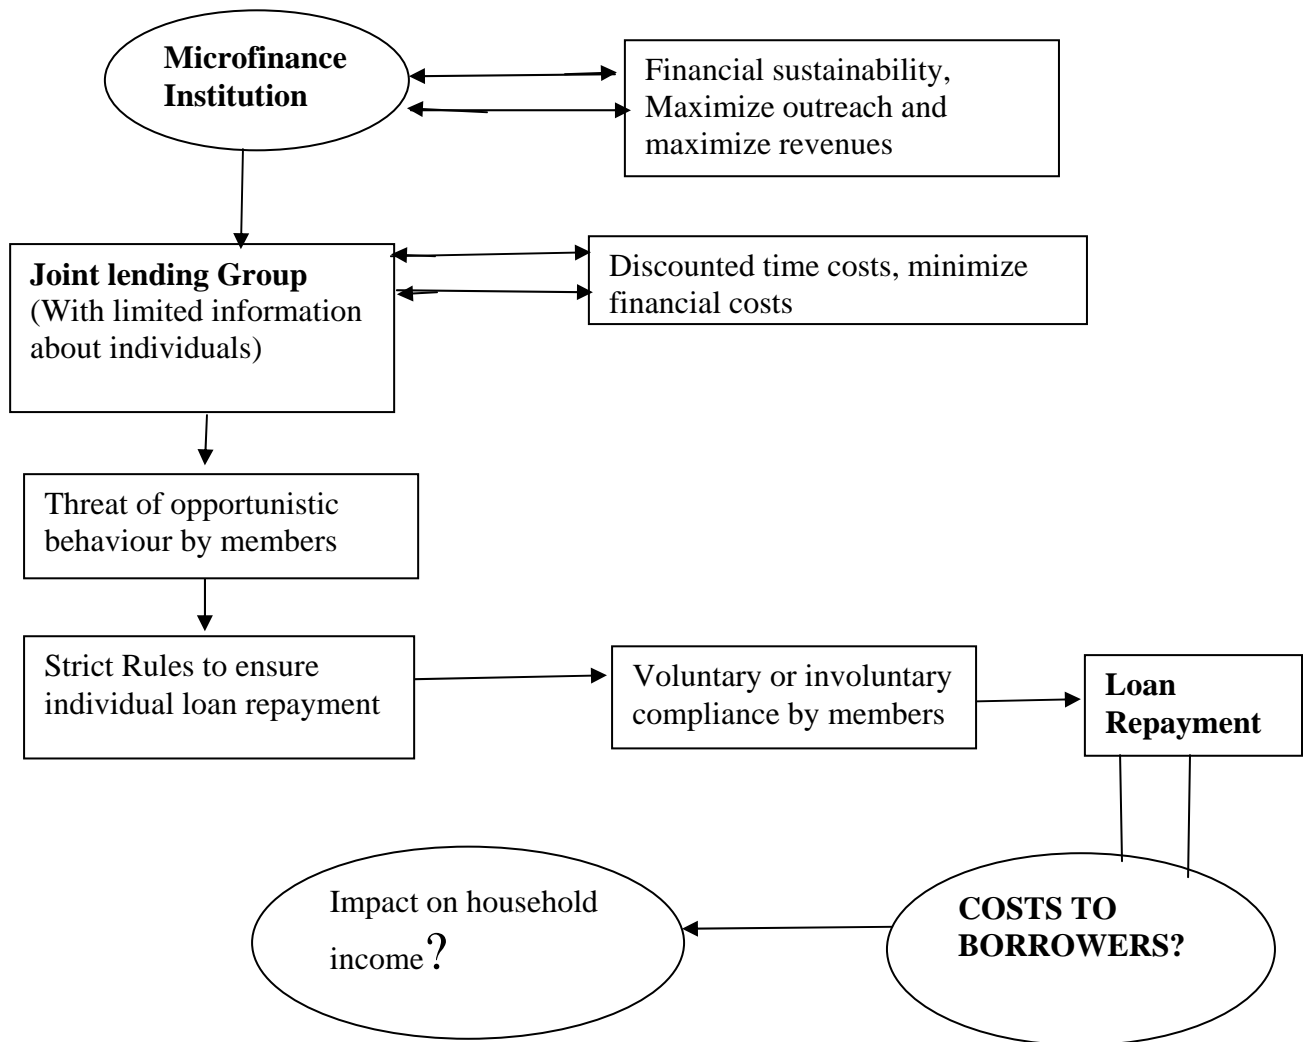 Microfinance
Institution
Financial sustainability,
Maximize outreach and
maximize revenues
Joint lending Group
(With limited information
about individuals)
Discounted time costs, minimize
financial costs
Threat of opportunistic
behaviour by members
Strict Rules to ensure
individual loan repayment
Voluntary or involuntary
compliance by members
Loan
Repayment
Impact on household
income?
COSTS TO
BORROWERS?